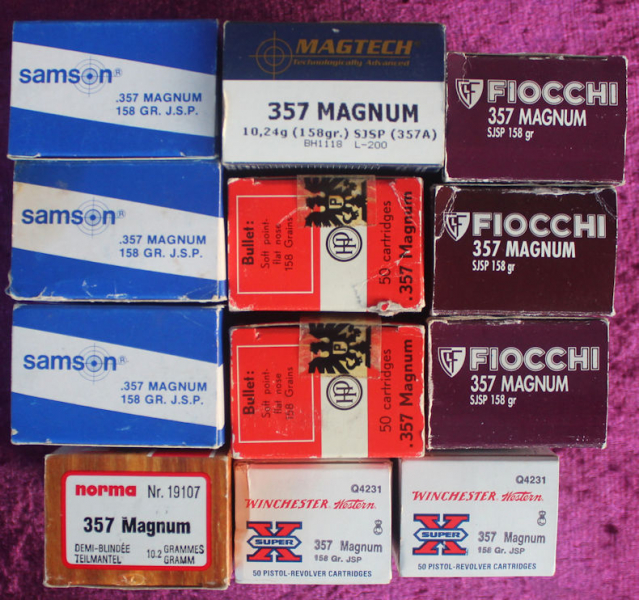 samson®
.357 MAGNUM
158 GR. J.S.P.
MAGTECH
Technologically Advanced
357 MAGNUM
10,24g (158gr.) SJSP (357A)
BH1118 L-200
FIOCCHI
357 MAGNUM
SJSP 158 gr
samson®
.357 MAGNUM
158 GR. J.S.P.
Bullet:
Soft point-
flat nose
158 Grains
P
HP
50 cartridges
.357 Magnum
FIOCCHI
357 MAGNUM
SJSP 158 gr
samson®
.357 MAGNUM
158 GR. J.S.P.
Bullet:
Soft point-
flat nose
158 Grains
P
HP
50 cartridges
.357 Magnum
FIOCCHI
357 MAGNUM
SJSP 158 gr
norma Nr. 19107
357 Magnum
DEMI-BLINDÉE
TEILMANTEL
10.2 GRAMMES
GRAMM
Q4231
WINCHESTER Western
SUPER X
357 Magnum
158 Gr. JSP
50 PISTOL-REVOLVER CARTRIDGES
Q4231
WINCHESTER Western
SUPER X
357 Magnum
158 Gr. JSP
50 PISTOL-REVOLVER CARTRIDGES